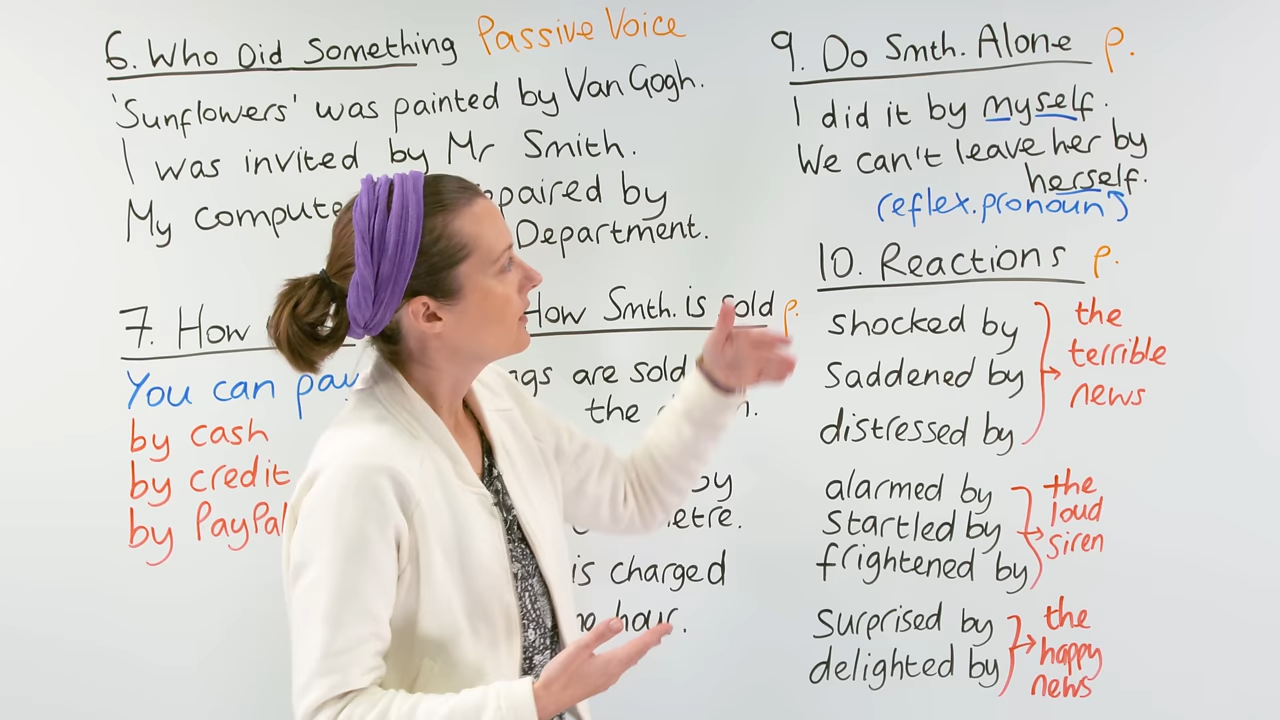 6. Who Did Something Passive Voice
'Sunflowers' was painted by Van Gogh.
I was invited by Mr Smith.
My by
Department.
7. How
You can pay
by cash
by credit
by PayPal
How Smth. is sold p.
are sold
the
by
is charged
hour.
9. Do Smth. Alone p.
I did it by myself.
We can't leave her by
herself.
reflex. pronoun
10. Reactions p.
shocked by
saddened by
distressed by
the
terrible
news
alarmed by
startled by
frightened by
the
loud
siren
surprised by
delighted by
the
happy
news